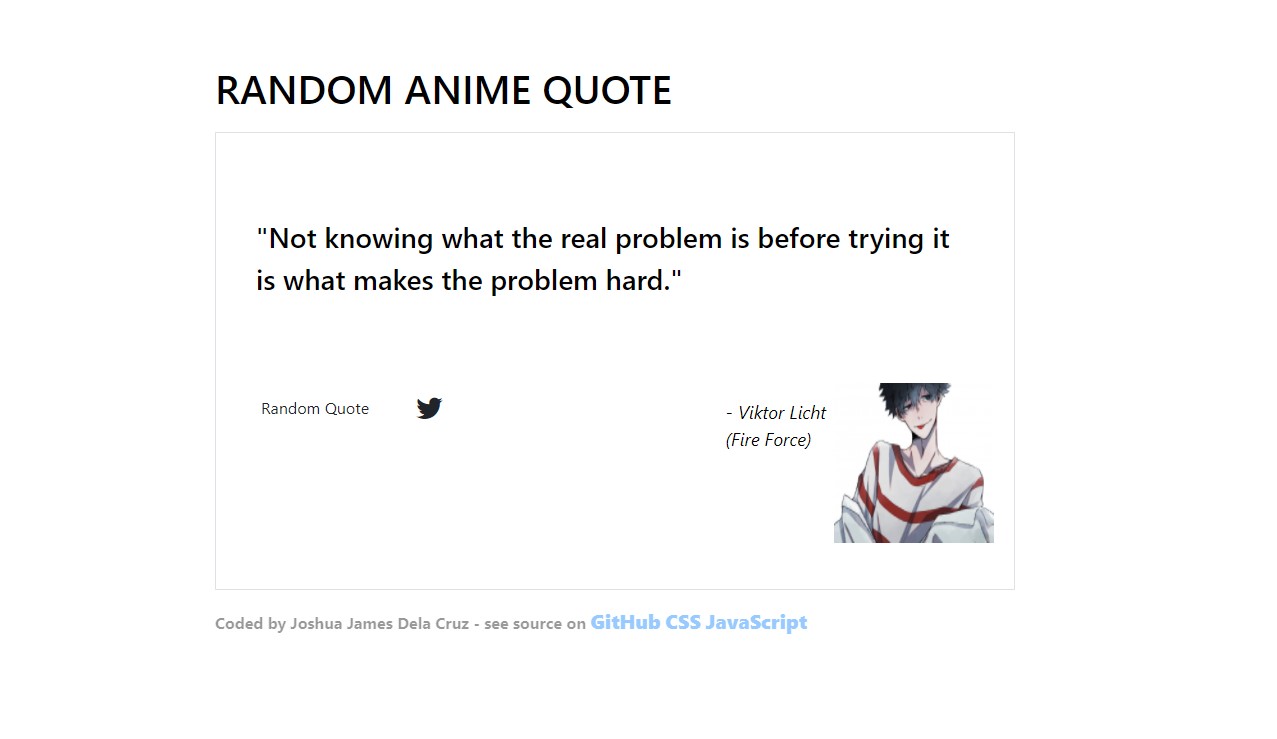 RANDOM ANIME QUOTE
"Not knowing what the real problem is before trying it
is what makes the problem hard."
Random Quote
- Viktor Licht
(Fire Force)
Coded by Joshua James Dela Cruz - see source on GitHub CSS JavaScript